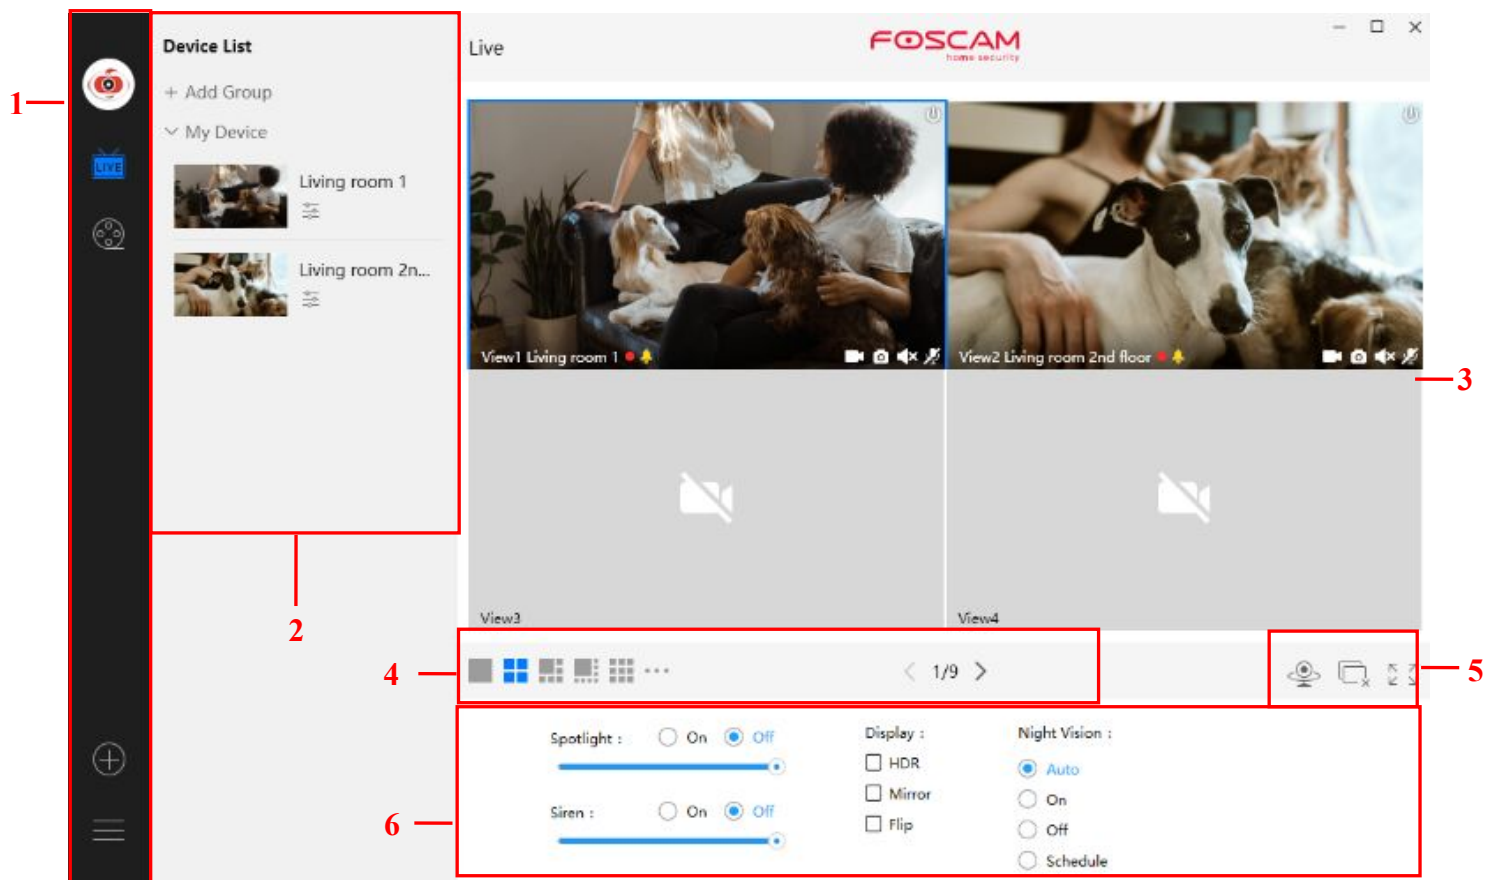 Device List
Live
FOSCAM
home security
+ Add Group
My Device
1
LIVE
Living room 1
Living room 2n...
View1 Living room 1
View2 Living room 2nd floor
3
2
View3
View4
4
...
1/9
5
Spotlight :
On
Off
Display :
HDR
Mirror
Flip
Night Vision :
Auto
On
Off
Schedule
Siren :
On
Off
6